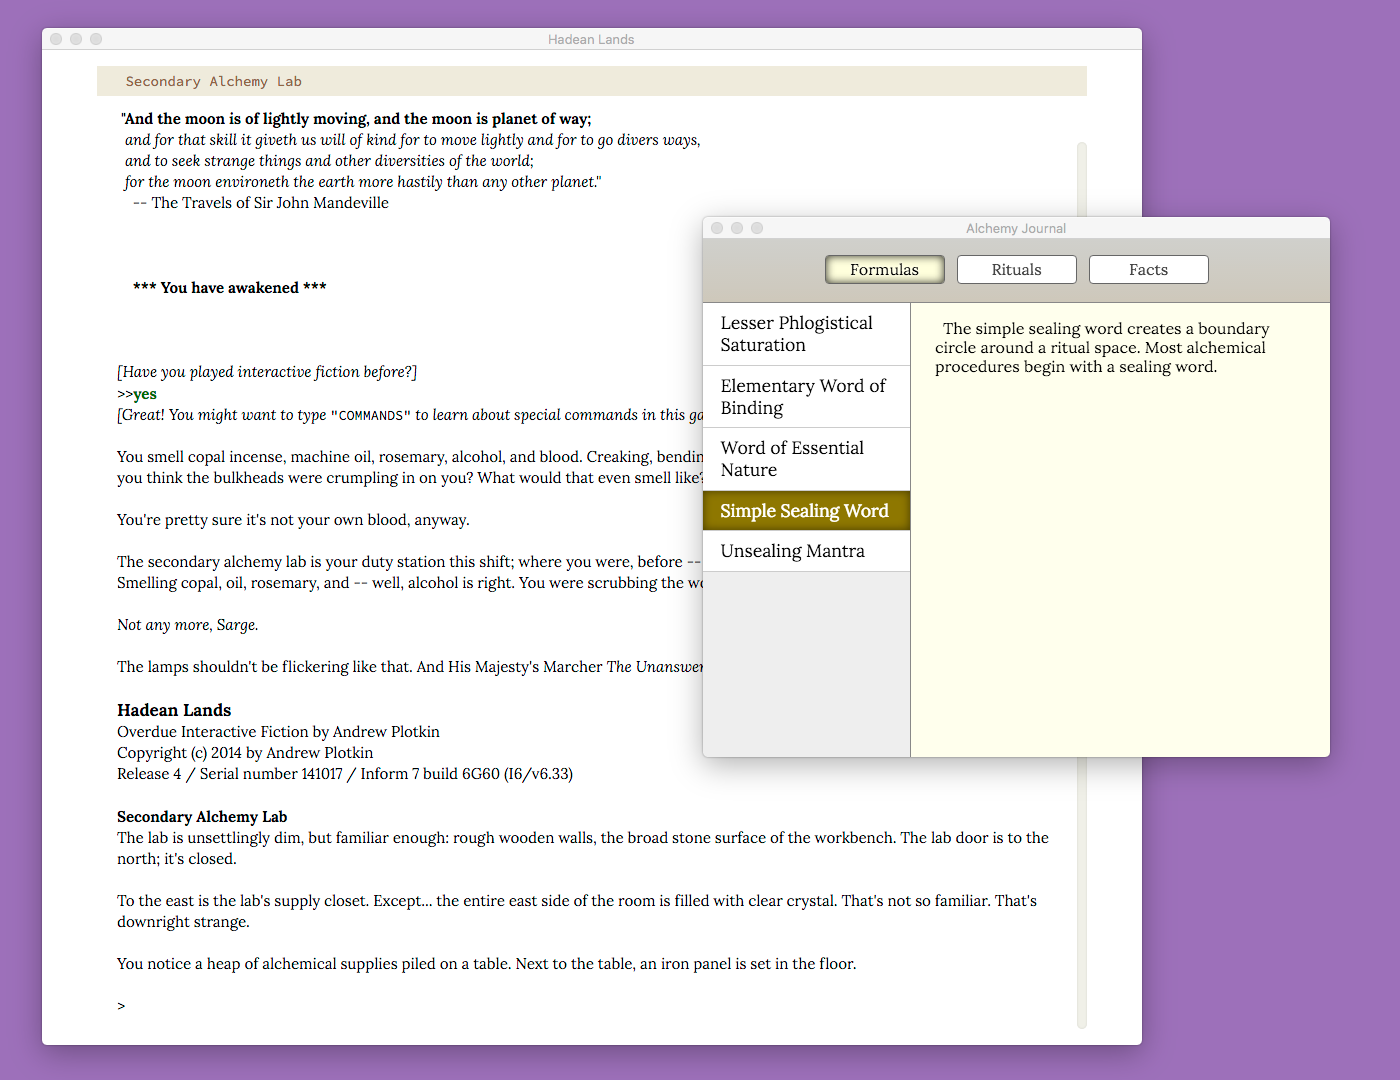 Hadean Lands
Secondary Alchemy Lab
"And the moon is of lightly moving, and the moon is planet of way;
and for that skill it giveth us will of kind for to move lightly and for to go divers ways,
and to seek strange things and other diversities of the world;
for the moon environeth the earth more hastily than any other planet."
-- The Travels of Sir John Mandeville
*** You have awakened ***
[Have you played interactive fiction before?]
>>yes
[Great! You might want to type "COMMANDS" to learn about special commands in this
You smell copal incense, machine oil, rosemary, alcohol, and blood. Creaking,
you think the bulkheads were crumpling in on you? What would that even smell like?
You're pretty sure it's not your own blood, anyway.
The secondary alchemy lab is your duty station this shift; where you were, before --
Smelling copal, oil, rosemary, and -- well, alcohol is right. You were scrubbing the
Not any more, Sarge.
The lamps shouldn't be flickering like that. And His Majesty's Marcher The
Hadean Lands
Overdue Interactive Fiction by Andrew Plotkin
Copyright (c) 2014 by Andrew Plotkin
Release 4 / Serial number 141017 / Inform 7 build 6G60 (I6/v6.33)
Secondary Alchemy Lab
The lab is unsettlingly dim, but familiar enough: rough wooden walls, the broad stone surface of the workbench. The lab door is to the
north; it's closed.
To the east is the lab's supply closet. Except... the entire east side of the room is filled with clear crystal. That's not so familiar. That's
downright strange.
You notice a heap of alchemical supplies piled on a table. Next to the table, an iron panel is set in the floor.
>
Alchemy Journal
Formulas
Rituals
Facts
Lesser Phlogistical
Saturation
Elementary Word of
Binding
Word of Essential
Nature
Simple Sealing Word
Unsealing Mantra
The simple sealing word creates a boundary
circle around a ritual space. Most alchemical
procedures begin with a sealing word.